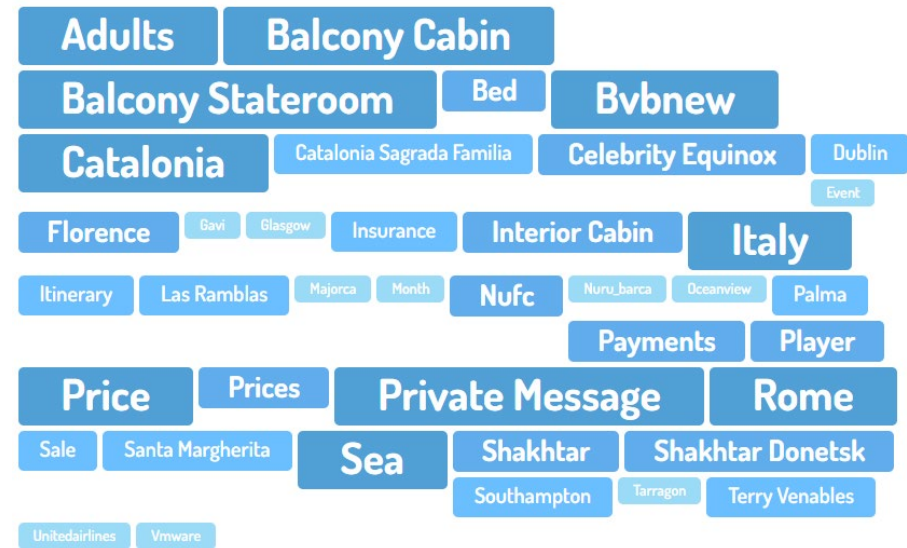 Adults Balcony Cabin
Balcony Stateroom Bed Bvbnew
Catalonia Catalonia Sagrada Familia Celebrity Equinox Dublin
Event
Florence Gavi Glasgow Insurance Interior Cabin Italy
Itinerary Las Ramblas Majorca Month Nufc Nuru_barca Oceanview Palma
Payments Player
Price Prices Private Message Rome
Sale Santa Margherita Sea Shakhtar Shakhtar Donetsk
Southampton Tarragon Terry Venables
Unitedairlines Vmware